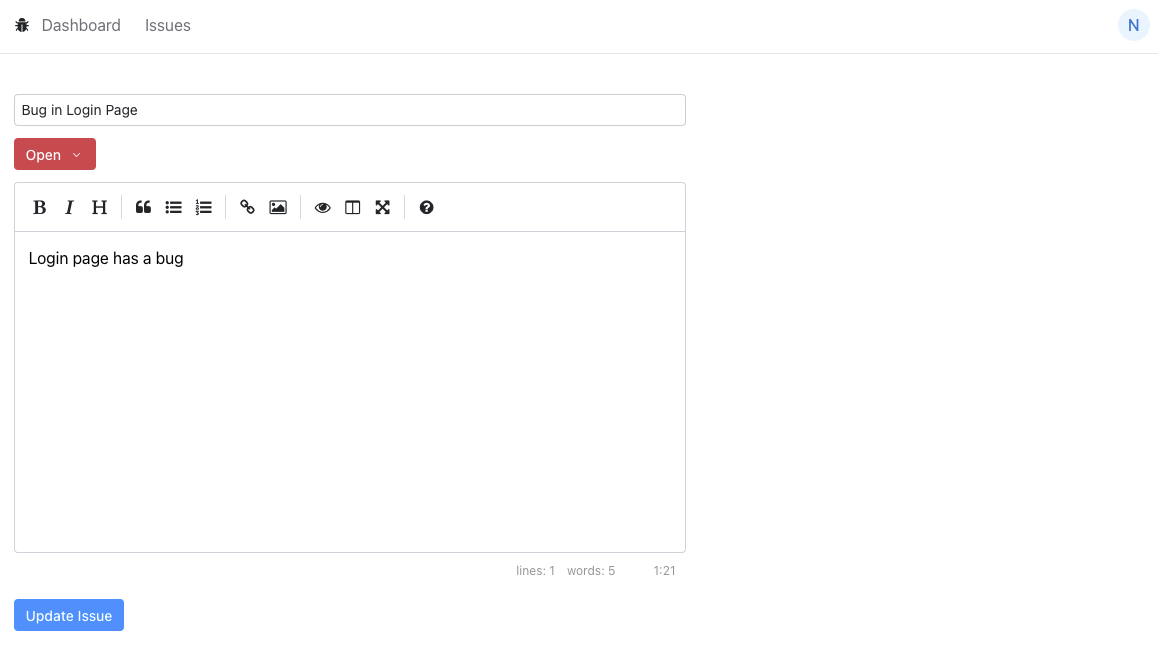 Dashboard Issues N
Bug in Login Page
Open
B I H
Login page has a bug
lines: 1 words: 5 1:21
Update Issue